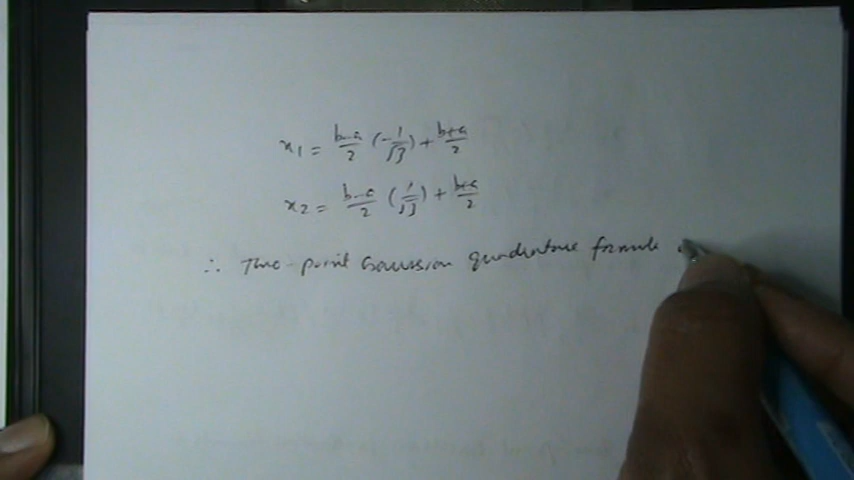 x₁ = b-a/2 (-1/√3) + b+a/2
x₂ = b-a/2 (1/√3) + b+a/2
∴ Two-point Gaussian quadrature formula